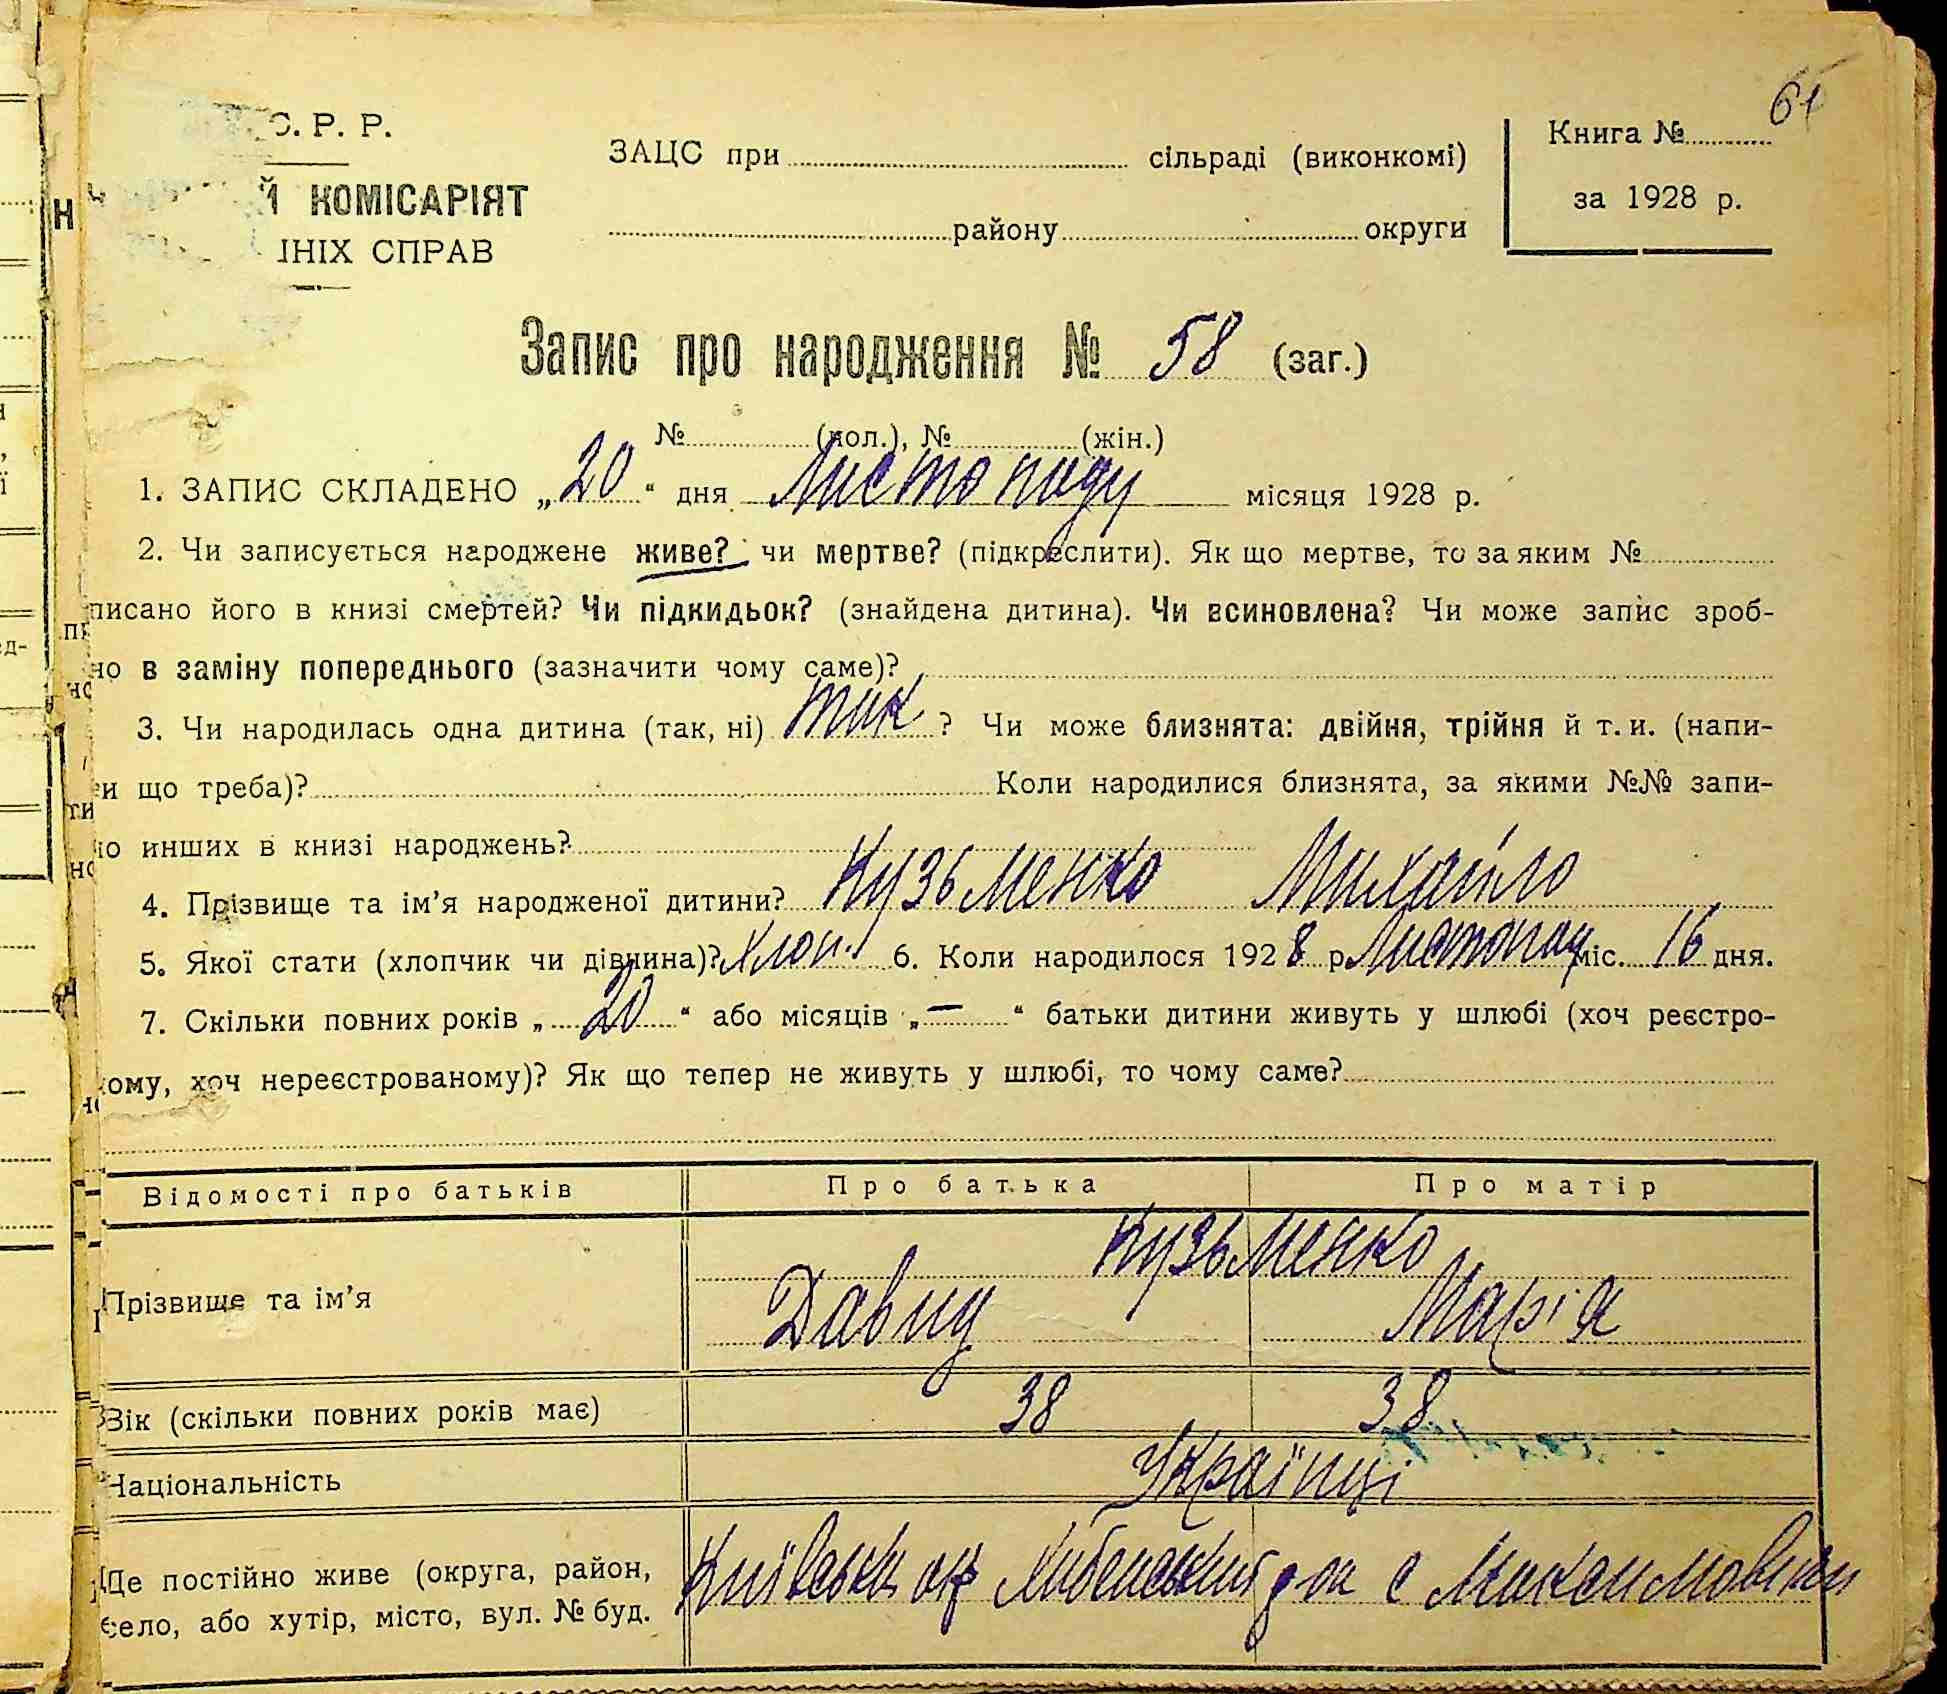 61
С. Р. Р.
Й КОМІСАРІЯТ
ШНІХ СПРАВ
ЗАЦС при сільраді (виконкомі)
району округи
Книга №
за 1928 р.
Запис про народження № 58 (заг.)
№ (чол.), № (жін.)
1. ЗАПИС СКЛАДЕНО „20“ дня Листопаду місяця 1928 р.
2. Чи записується народжене живе? чи мертве? (підкреслити). Як що мертве, то за яким №
писано його в книзі смертей? Чи підкидьок? (знайдена дитина). Чи всиновлена? Чи може запис зроб-
но в заміну попереднього (зазначити чому саме)?
3. Чи народилась одна дитина (так, ні) так ? Чи може близнята: двійня, трійня й т. и. (напи-
и що треба)? Коли народилися близнята, за якими №№ запи-
но инших в книзі народжень?
4. Прізвище та ім’я народженої дитини? Кузьменко Михайло
5. Якої стати (хлопчик чи дівчина)? Хлоп. 6. Коли народилося 1928 р. Листопад міс. 16 дня.
7. Скільки повних років „20“ або місяців „—“ батьки дитини живуть у шлюбі (хоч реєстро-
ому, хоч нереєстрованому)? Як що тепер не живуть у шлюбі, то чому саме?
Відомості про батьків Про батька Про матір
Прізвище та ім’я Кузьменко
Давид Марія
Вік (скільки повних років має) 38 38
Національність Українці
Де постійно живе (округа, район, село, або хутір, місто, вул. № буд. Київськ окр с Максимовичи